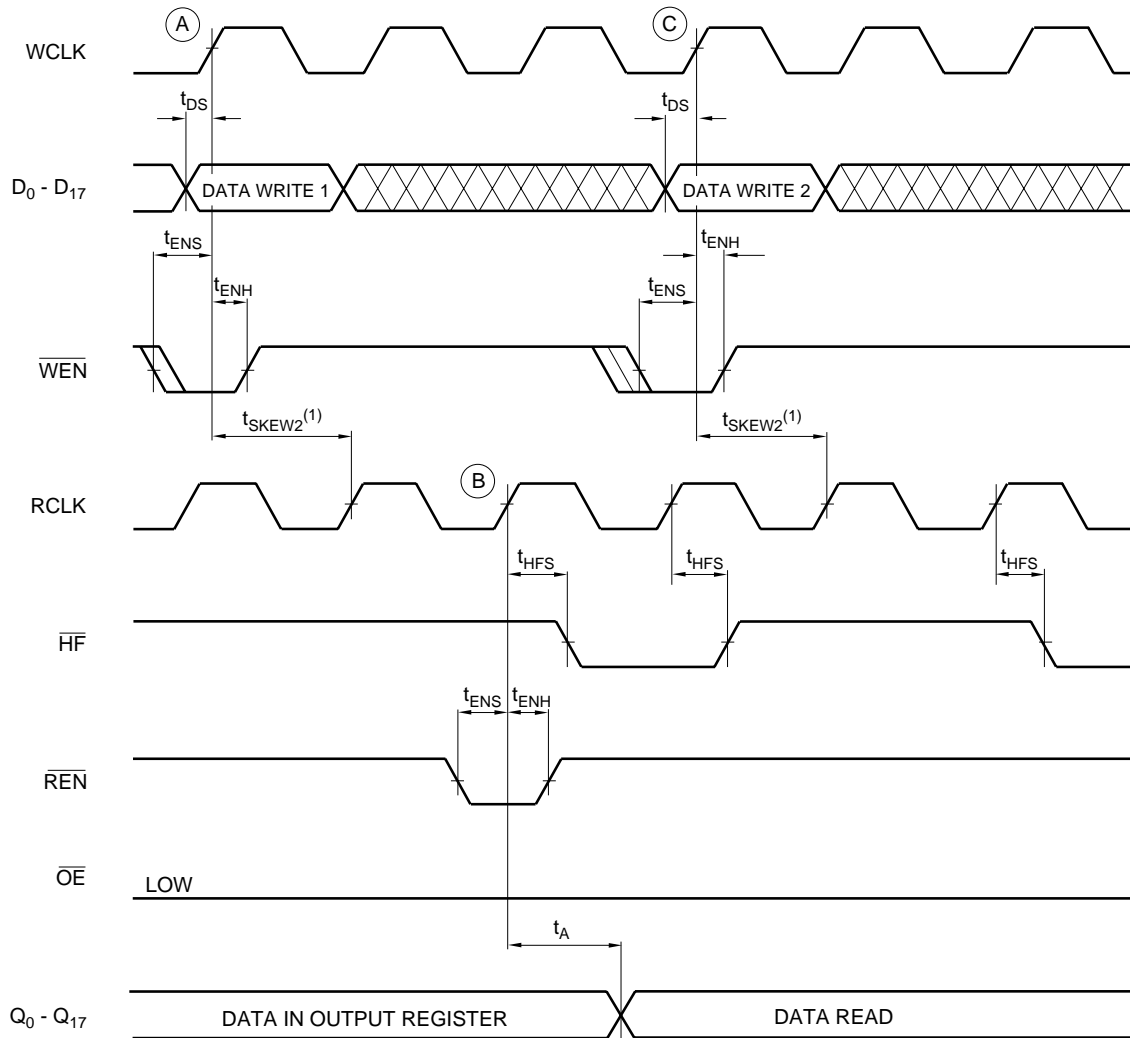 A
C
WCLK
tDS
tDS
D0 - D17
DATA WRITE 1
DATA WRITE 2
tENS
tENH
tENH
tENS
WEN
tSKEW2(1)
tSKEW2(1)
B
RCLK
tHFS
tHFS
tHFS
HF
tENS
tENH
REN
OE
LOW
tA
Q0 - Q17
DATA IN OUTPUT REGISTER
DATA READ